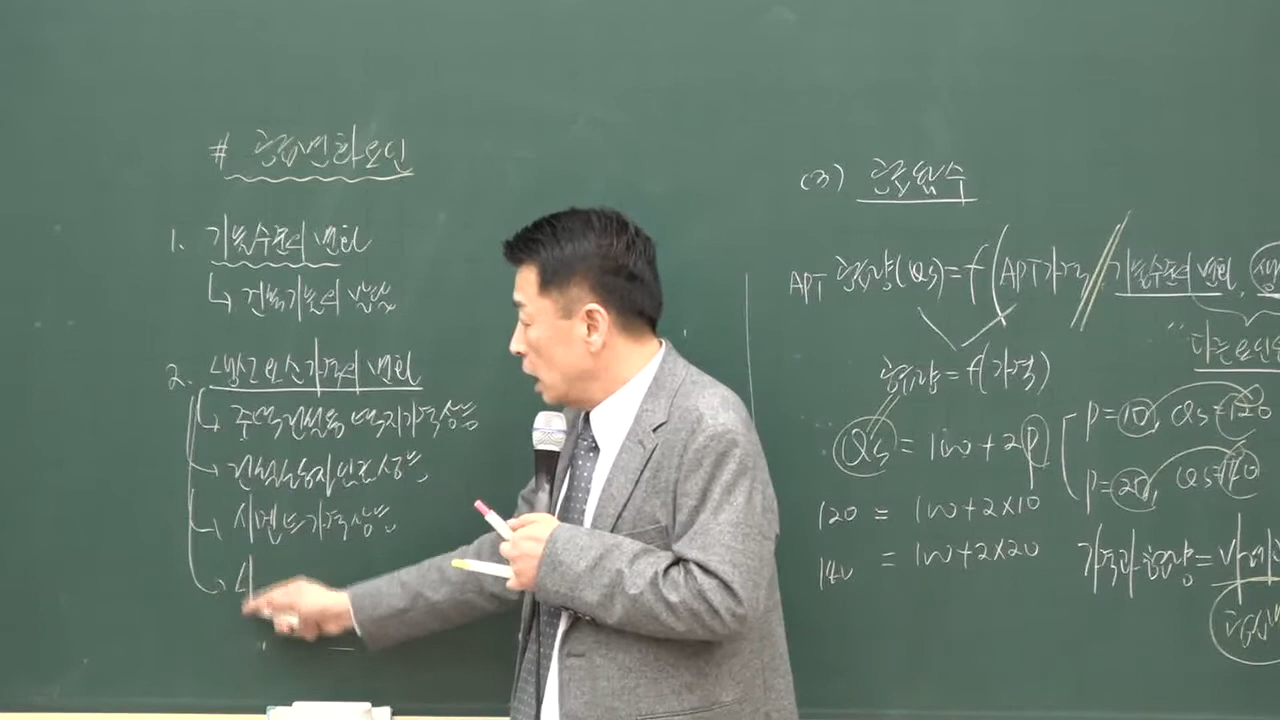 # 공급변화요인
1. 기술수준의 변화
↳ 건축기술의 발달
2. 생산요소가격의 변화
↳ 주택건설용 택지가격상승
↳ 건축노동자 임금상승
↳ 시멘트가격상승
(3) 공급함수
APT 공급량(Qs)=f(APT가격 // 기술수준의 변화,
"다른요인
공급량=f(가격)
Qs = 100+2P
P=10, Qs=120
P=20, Qs=140
120 = 100+2×10
140 = 100+2×20
가격과 공급량=